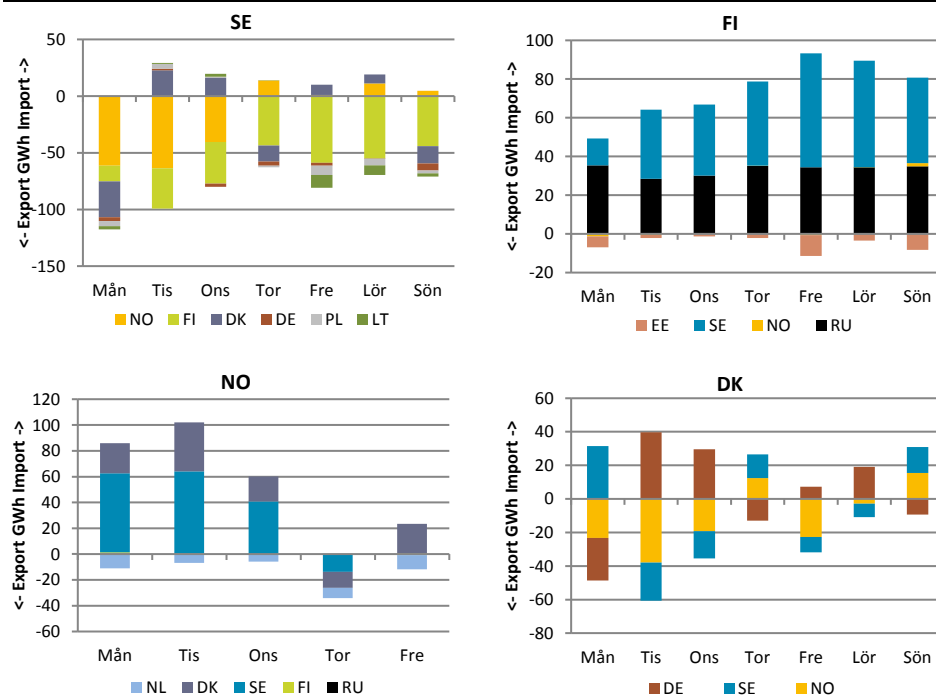 SE
<- Export GWh Import ->
50
0
-50
-100
-150
Mån Tis Ons Tor Fre Lör Sön
NO FI DK DE PL LT
FI
<- Export GWh Import ->
100
80
60
40
20
0
-20
Mån Tis Ons Tor Fre Lör Sön
EE SE NO RU
NO
<- Export GWh Import ->
120
100
80
60
40
20
0
-20
-40
-60
Mån Tis Ons Tor Fre
NL DK SE FI RU
DK
<- Export GWh Import ->
60
40
20
0
-20
-40
-60
-80
Mån Tis Ons Tor Fre Lör Sön
DE SE NO